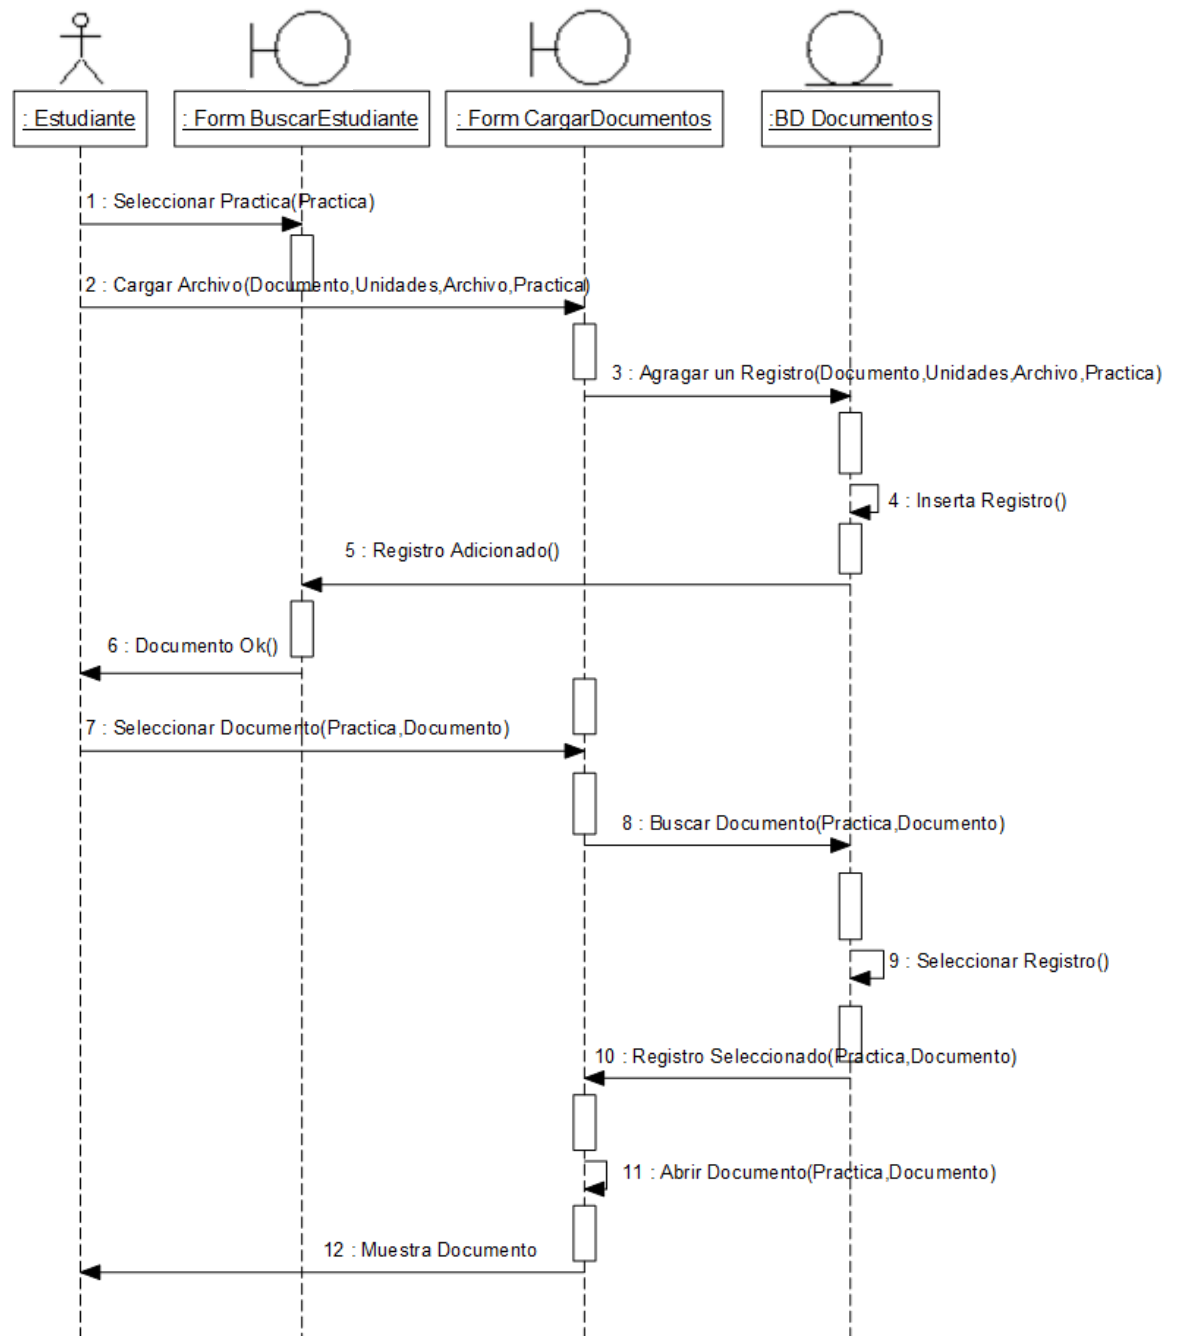 : Estudiante
: Form BuscarEstudiante
: Form CargarDocumentos
:BD Documentos
1 : Seleccionar Practica(Practica)
2 : Cargar Archivo(Documento,Unidades,Archivo,Practica)
3 : Agragar un Registro(Documento,Unidades,Archivo,Practica)
4 : Inserta Registro()
5 : Registro Adicionado()
6 : Documento Ok()
7 : Seleccionar Documento(Practica,Documento)
8 : Buscar Documento(Practica,Documento)
9 : Seleccionar Registro()
10 : Registro Seleccionado(Practica,Documento)
11 : Abrir Documento(Practica,Documento)
12 : Muestra Documento